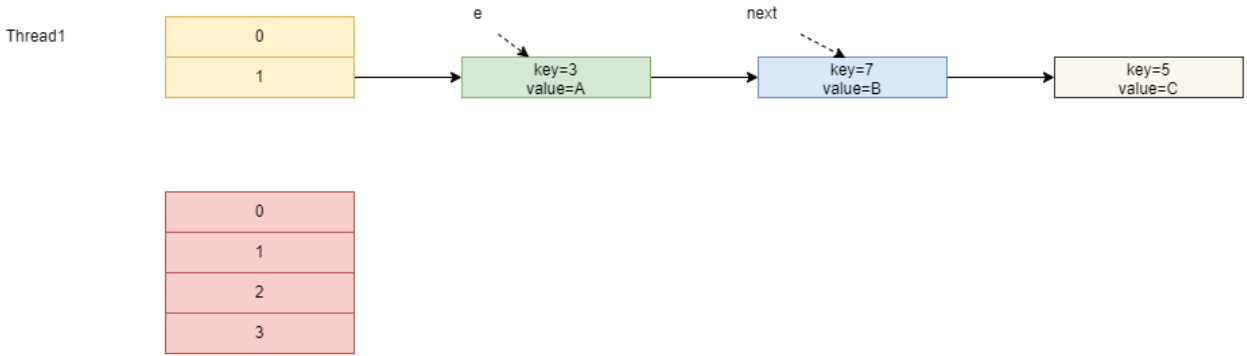 e
next
Thread1
0
1
key=3
value=A
key=7
value=B
key=5
value=C
0
1
2
3